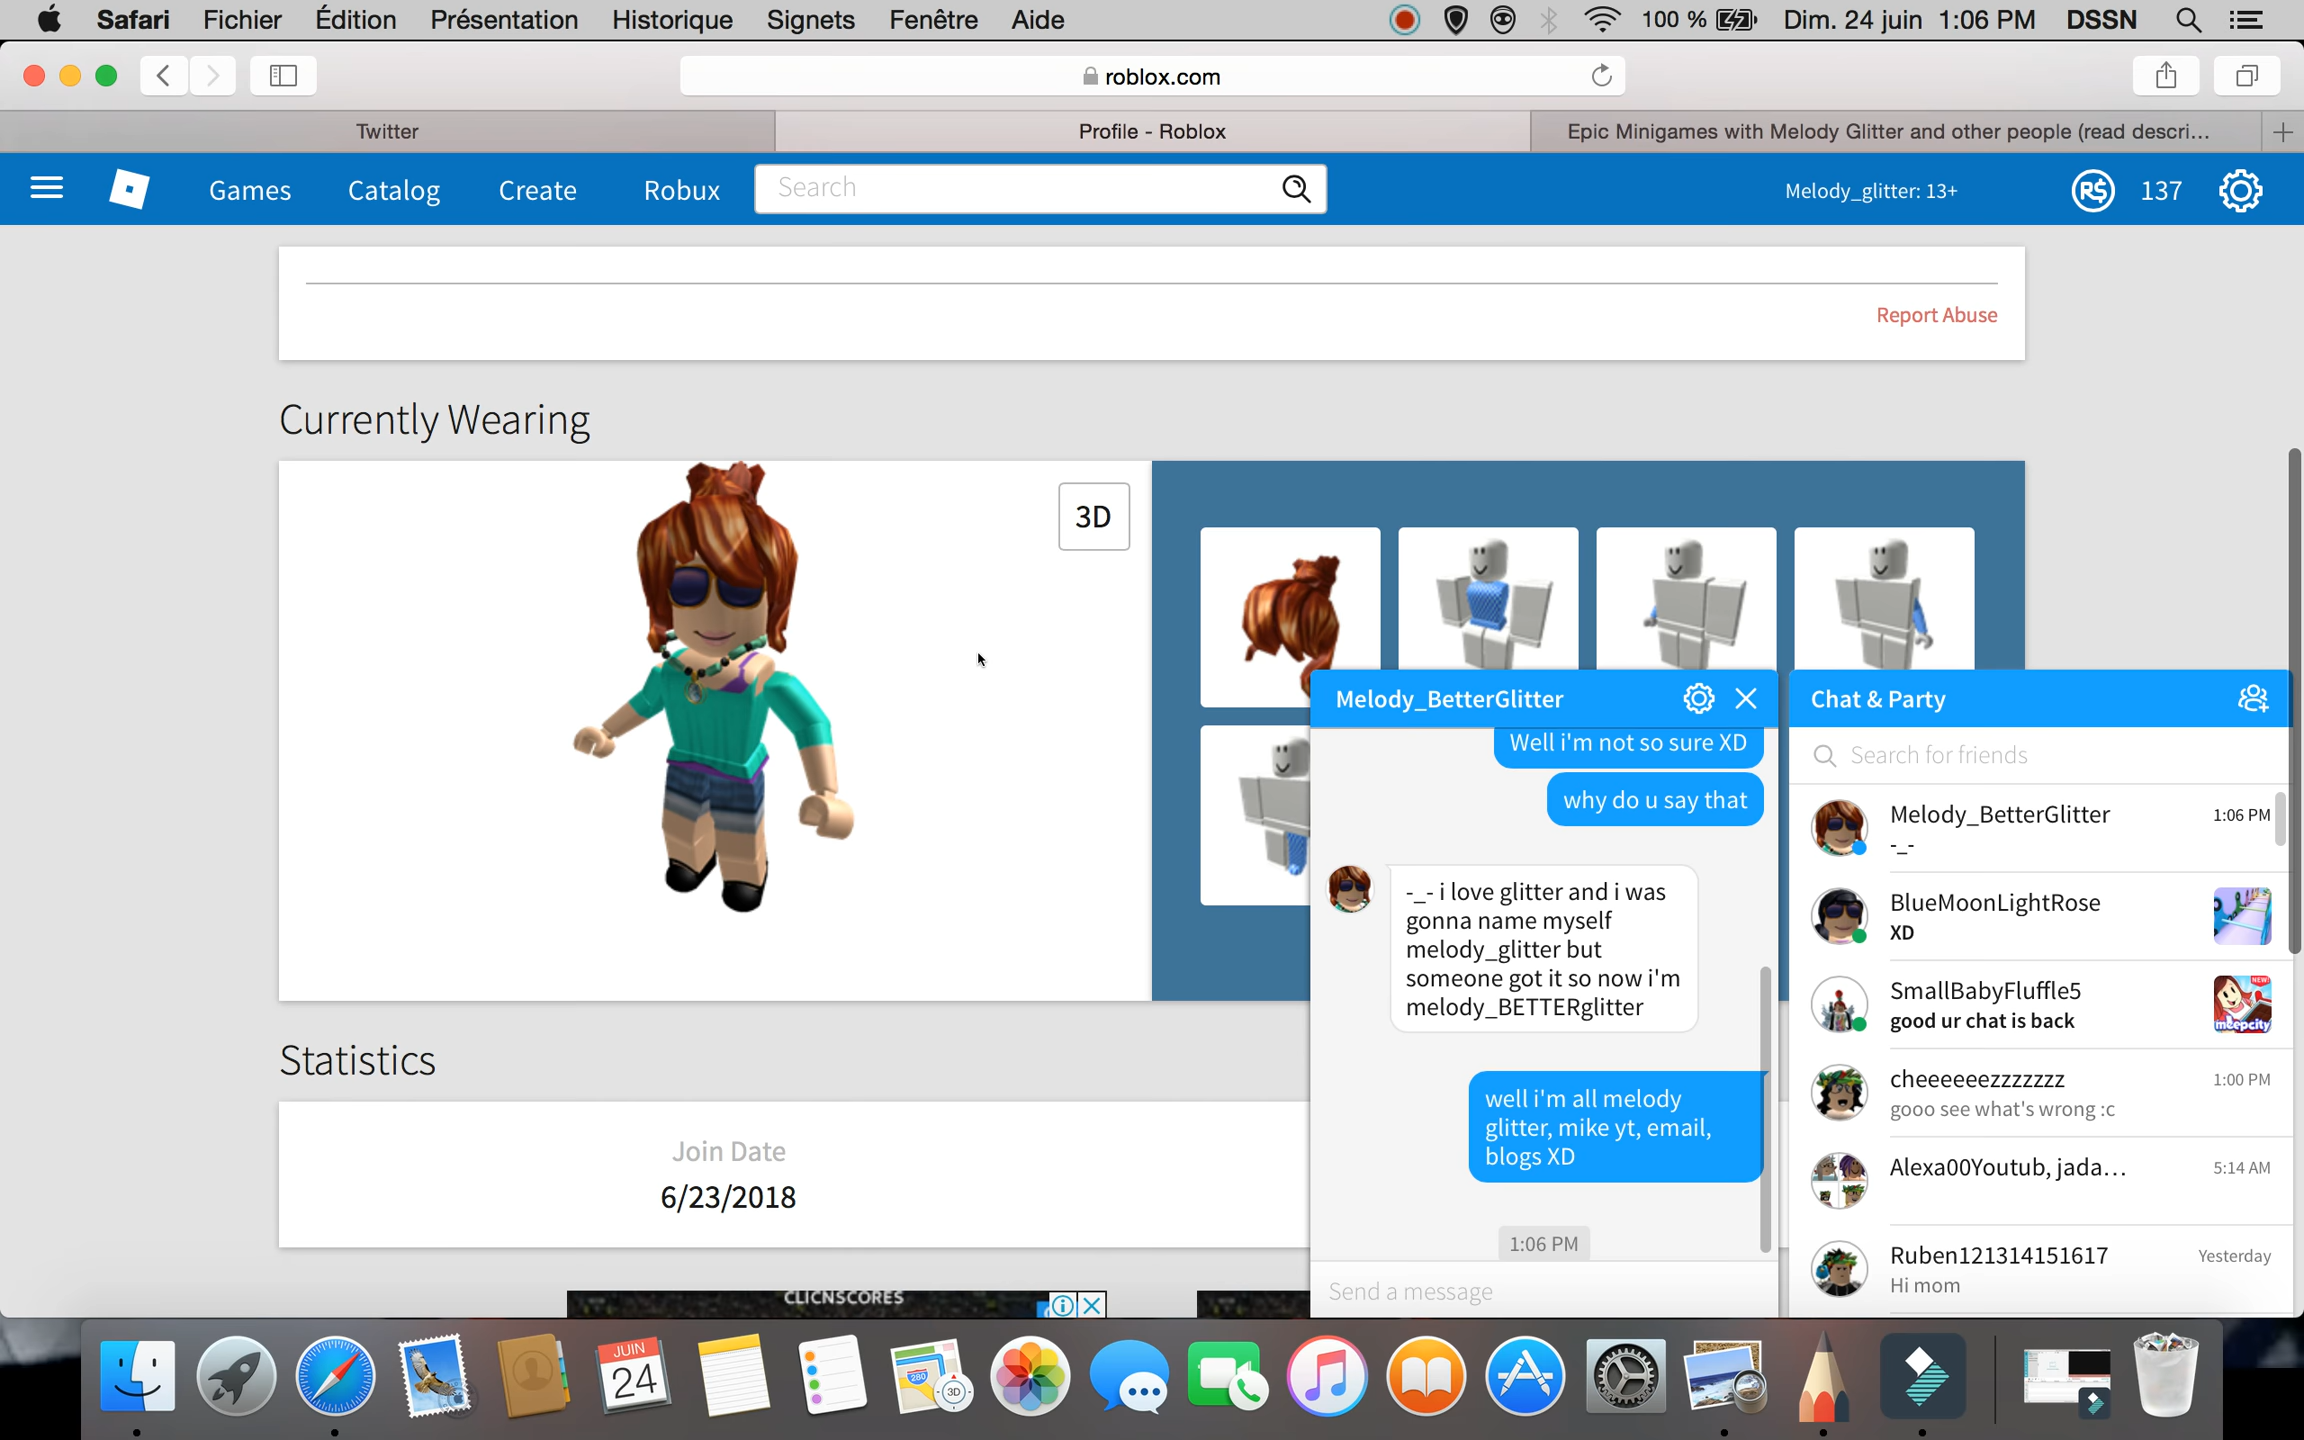 Safari Fichier Édition Présentation Historique Signets Fenêtre Aide 100 % Dim. 24 juin 1:06 PM DSSN
roblox.com
Twitter
Profile - Roblox
Epic Minigames with Melody Glitter and other people (read descri...
Games Catalog Create Robux Search Melody_glitter: 13+ R$ 137
Report Abuse
Currently Wearing
3D
Statistics
Join Date
6/23/2018
CLICNSCORES
Melody_BetterGlitter
Well i'm not so sure XD
why do u say that
-_- i love glitter and i was
gonna name myself
melody_glitter but
someone got it so now i'm
melody_BETTERglitter
well i'm all melody
glitter, mike yt, email,
blogs XD
1:06 PM
Send a message
Chat & Party
Search for friends
Melody_BetterGlitter 1:06 PM
-_-
BlueMoonLightRose
XD
SmallBabyFluffle5
good ur chat is back
NEW
meepcity
cheeeeeezzzzzzz 1:00 PM
gooo see what's wrong :c
Alexa00Youtub, jada... 5:14 AM
Ruben121314151617 Yesterday
Hi mom
JUIN
24
280
3D